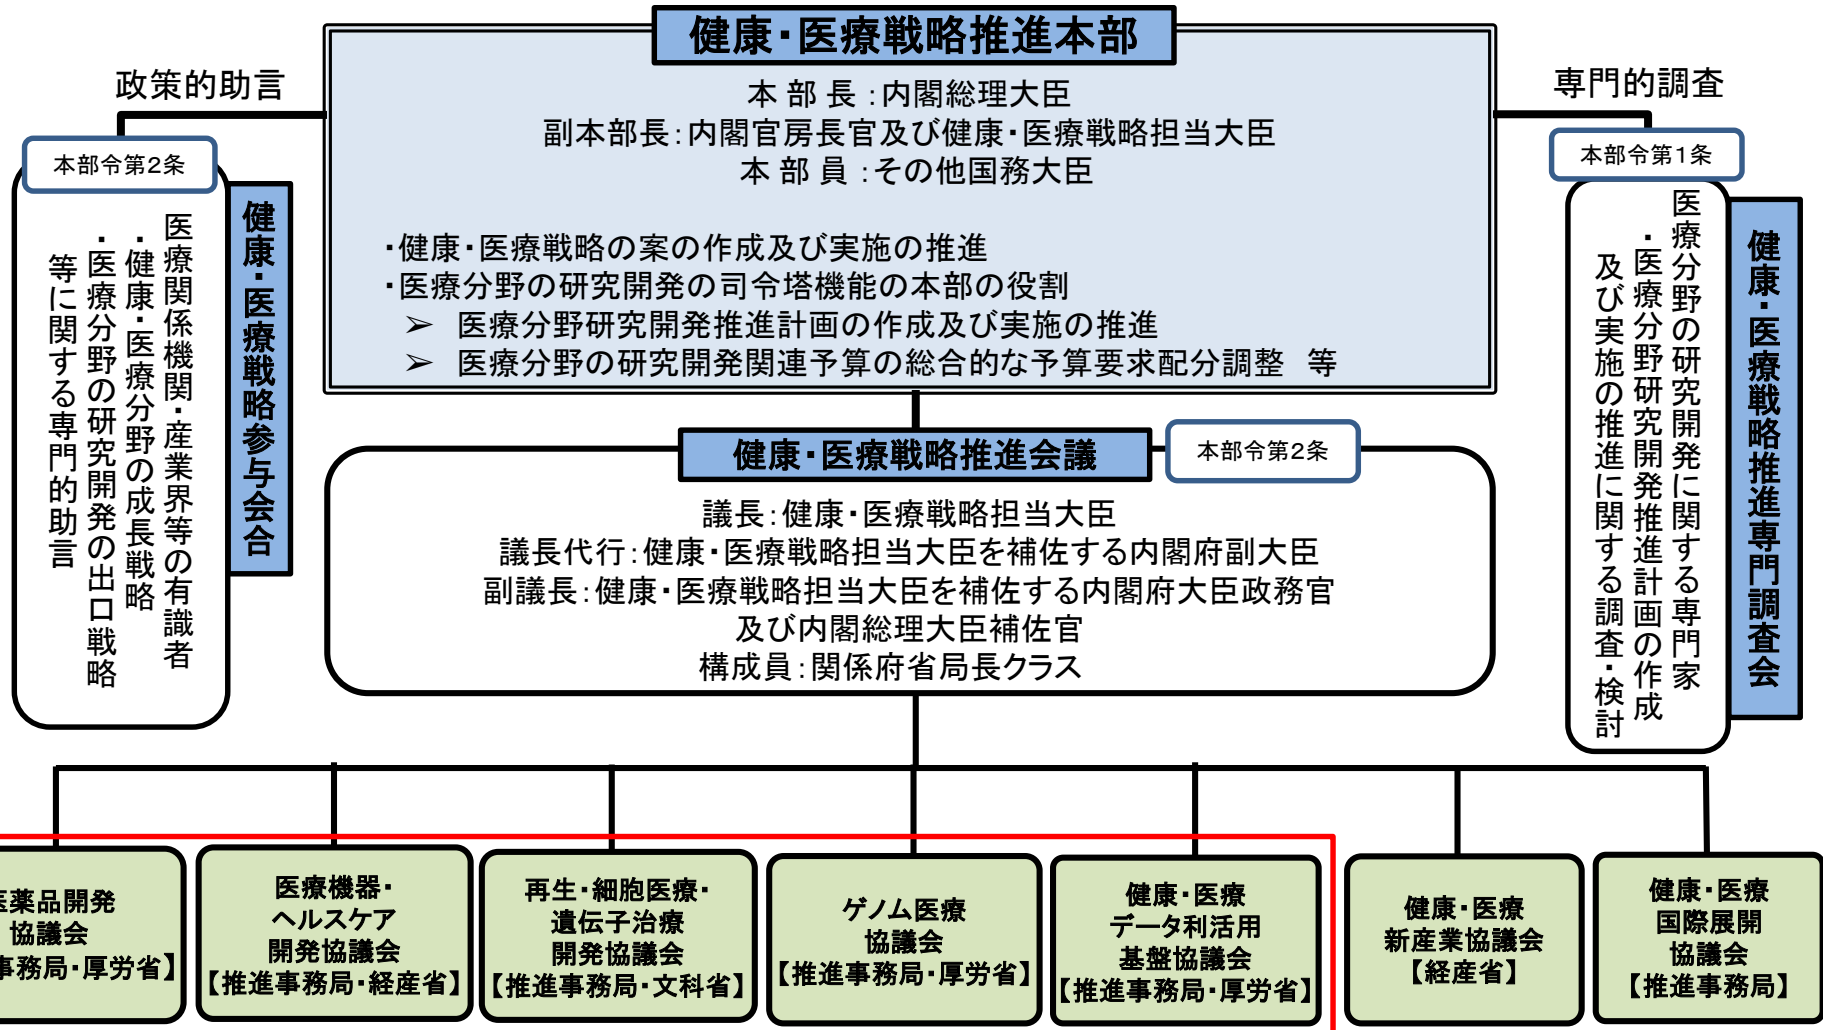 健康・医療戦略推進本部
本部長：内閣総理大臣
副本部長：内閣官房長官及び健康・医療戦略担当大臣
本部員：その他国務大臣
・健康・医療戦略の案の作成及び実施の推進
・医療分野の研究開発の司令塔機能の本部の役割
➢ 医療分野研究開発推進計画の作成及び実施の推進
➢ 医療分野の研究開発関連予算の総合的な予算要求配分調整　等
政策的助言
本部令第2条
健康・医療戦略参与会合
医療関係機関・産業界等の有識者
・健康・医療分野の成長戦略
・医療分野の研究開発の出口戦略
等に関する専門的助言
専門的調査
本部令第1条
健康・医療戦略推進専門調査会
医療分野の研究開発に関する専門家
・医療分野研究開発推進計画の作成
及び実施の推進に関する調査・検討
健康・医療戦略推進会議
本部令第2条
議長：健康・医療戦略担当大臣
議長代行：健康・医療戦略担当大臣を補佐する内閣府副大臣
副議長：健康・医療戦略担当大臣を補佐する内閣府大臣政務官
及び内閣総理大臣補佐官
構成員：関係府省局長クラス
医薬品開発
協議会
事務局・厚労省】
医療機器・
ヘルスケア
開発協議会
【推進事務局・経産省】
再生・細胞医療・
遺伝子治療
開発協議会
【推進事務局・文科省】
ゲノム医療
協議会
【推進事務局・厚労省】
健康・医療
データ利活用
基盤協議会
【推進事務局・厚労省】
健康・医療
新産業協議会
【経産省】
健康・医療
国際展開
協議会
【推進事務局】